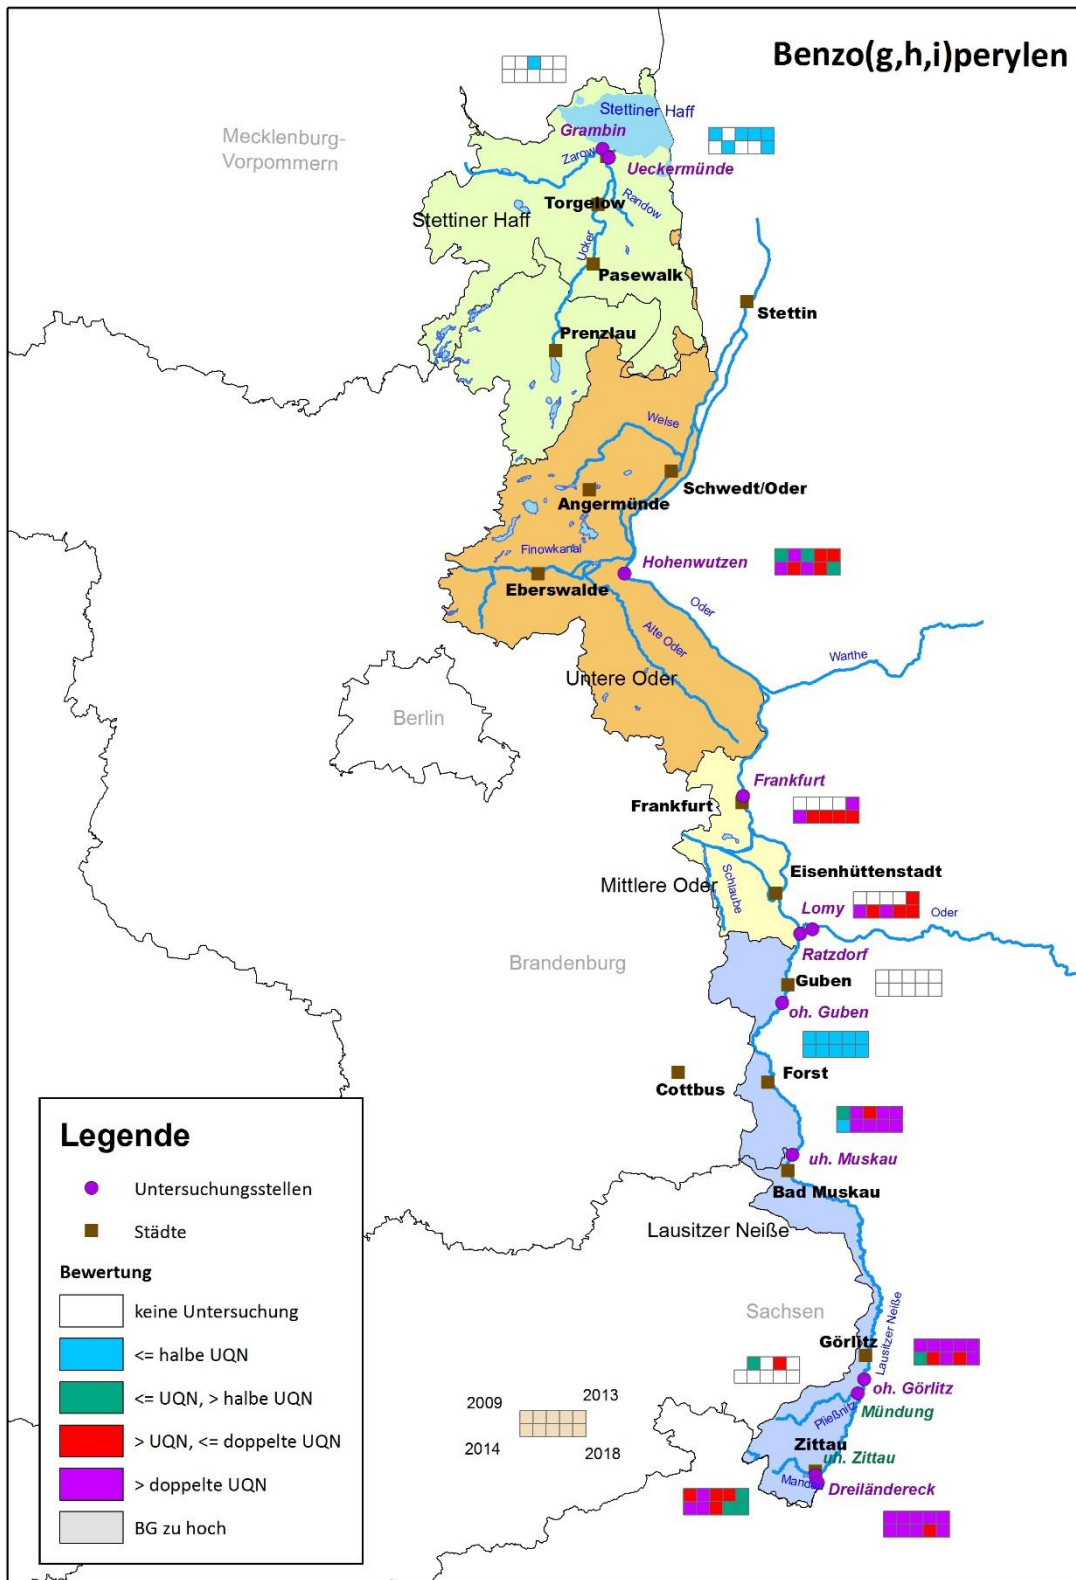 Benzo(g,h,i)perylen
Stettiner Haff
Mecklenburg-
Vorpommern
Grambin
Zarow
Ueckermünde
Torgelow
Randow
Stettiner Haff
Ucker
Pasewalk
Stettin
Prenzlau
Welse
Schwedt/Oder
Angermünde
Finowkanal
Hohenwutzen
Eberswalde
Oder
Alte Oder
Warthe
Untere Oder
Berlin
Frankfurt
Frankfurt
Eisenhüttenstadt
Mittlere Oder
Schlaube
Lomy
Oder
Ratzdorf
Brandenburg
Guben
oh. Guben
Forst
Cottbus
uh. Muskau
Bad Muskau
Lausitzer Neiße
Sachsen
Lausitzer Neiße
Görlitz
oh. Görlitz
Pließnitz
Mündung
2009
2013
2014
2018
Zittau
uh. Zittau
Mandau
Dreiländereck
Legende
Untersuchungsstellen
Städte
Bewertung
keine Untersuchung
<= halbe UQN
<= UQN, > halbe UQN
> UQN, <= doppelte UQN
> doppelte UQN
BG zu hoch